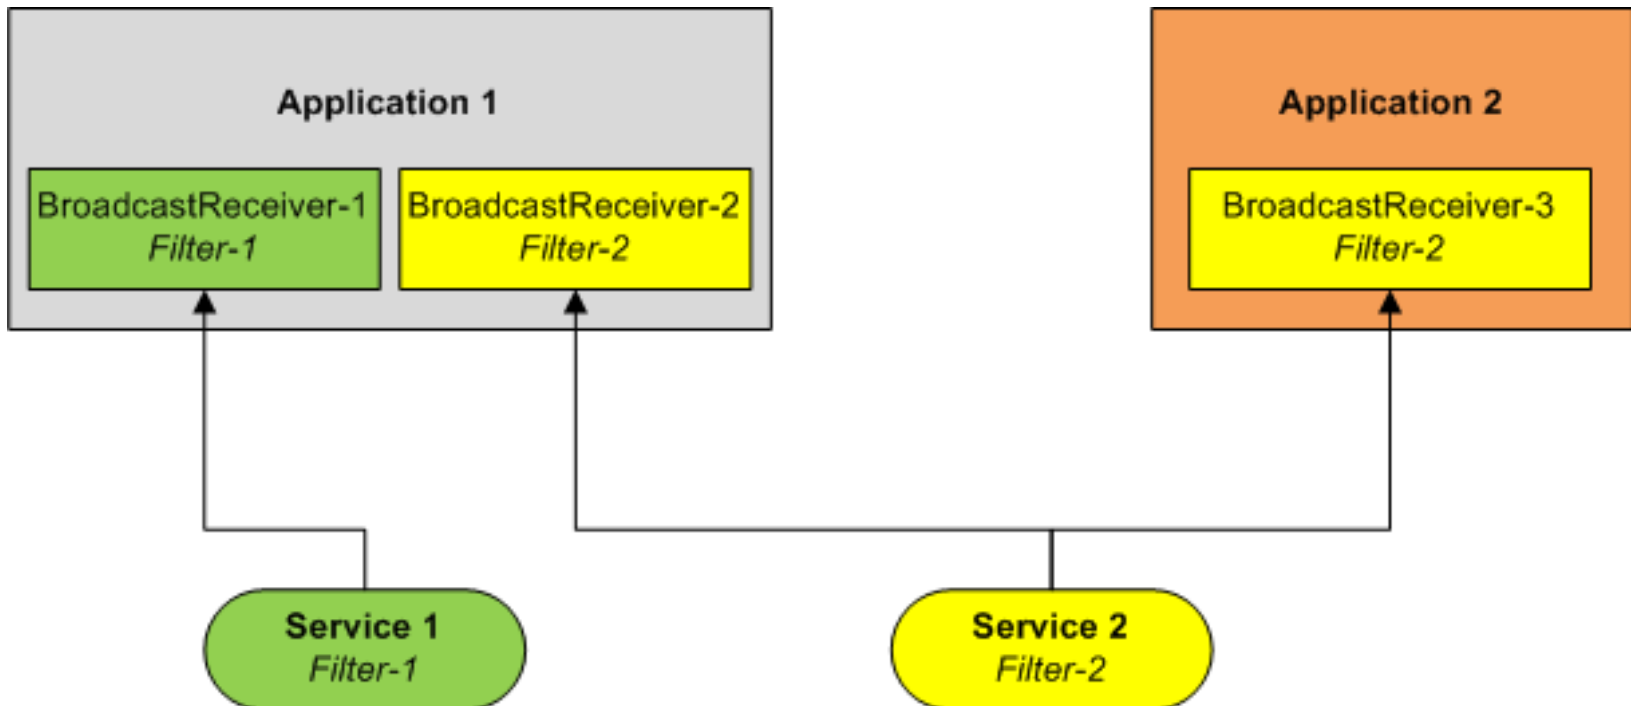 Application 1
Application 2
BroadcastReceiver-1
Filter-1
BroadcastReceiver-2
Filter-2
BroadcastReceiver-3
Filter-2
Service 1
Filter-1
Service 2
Filter-2